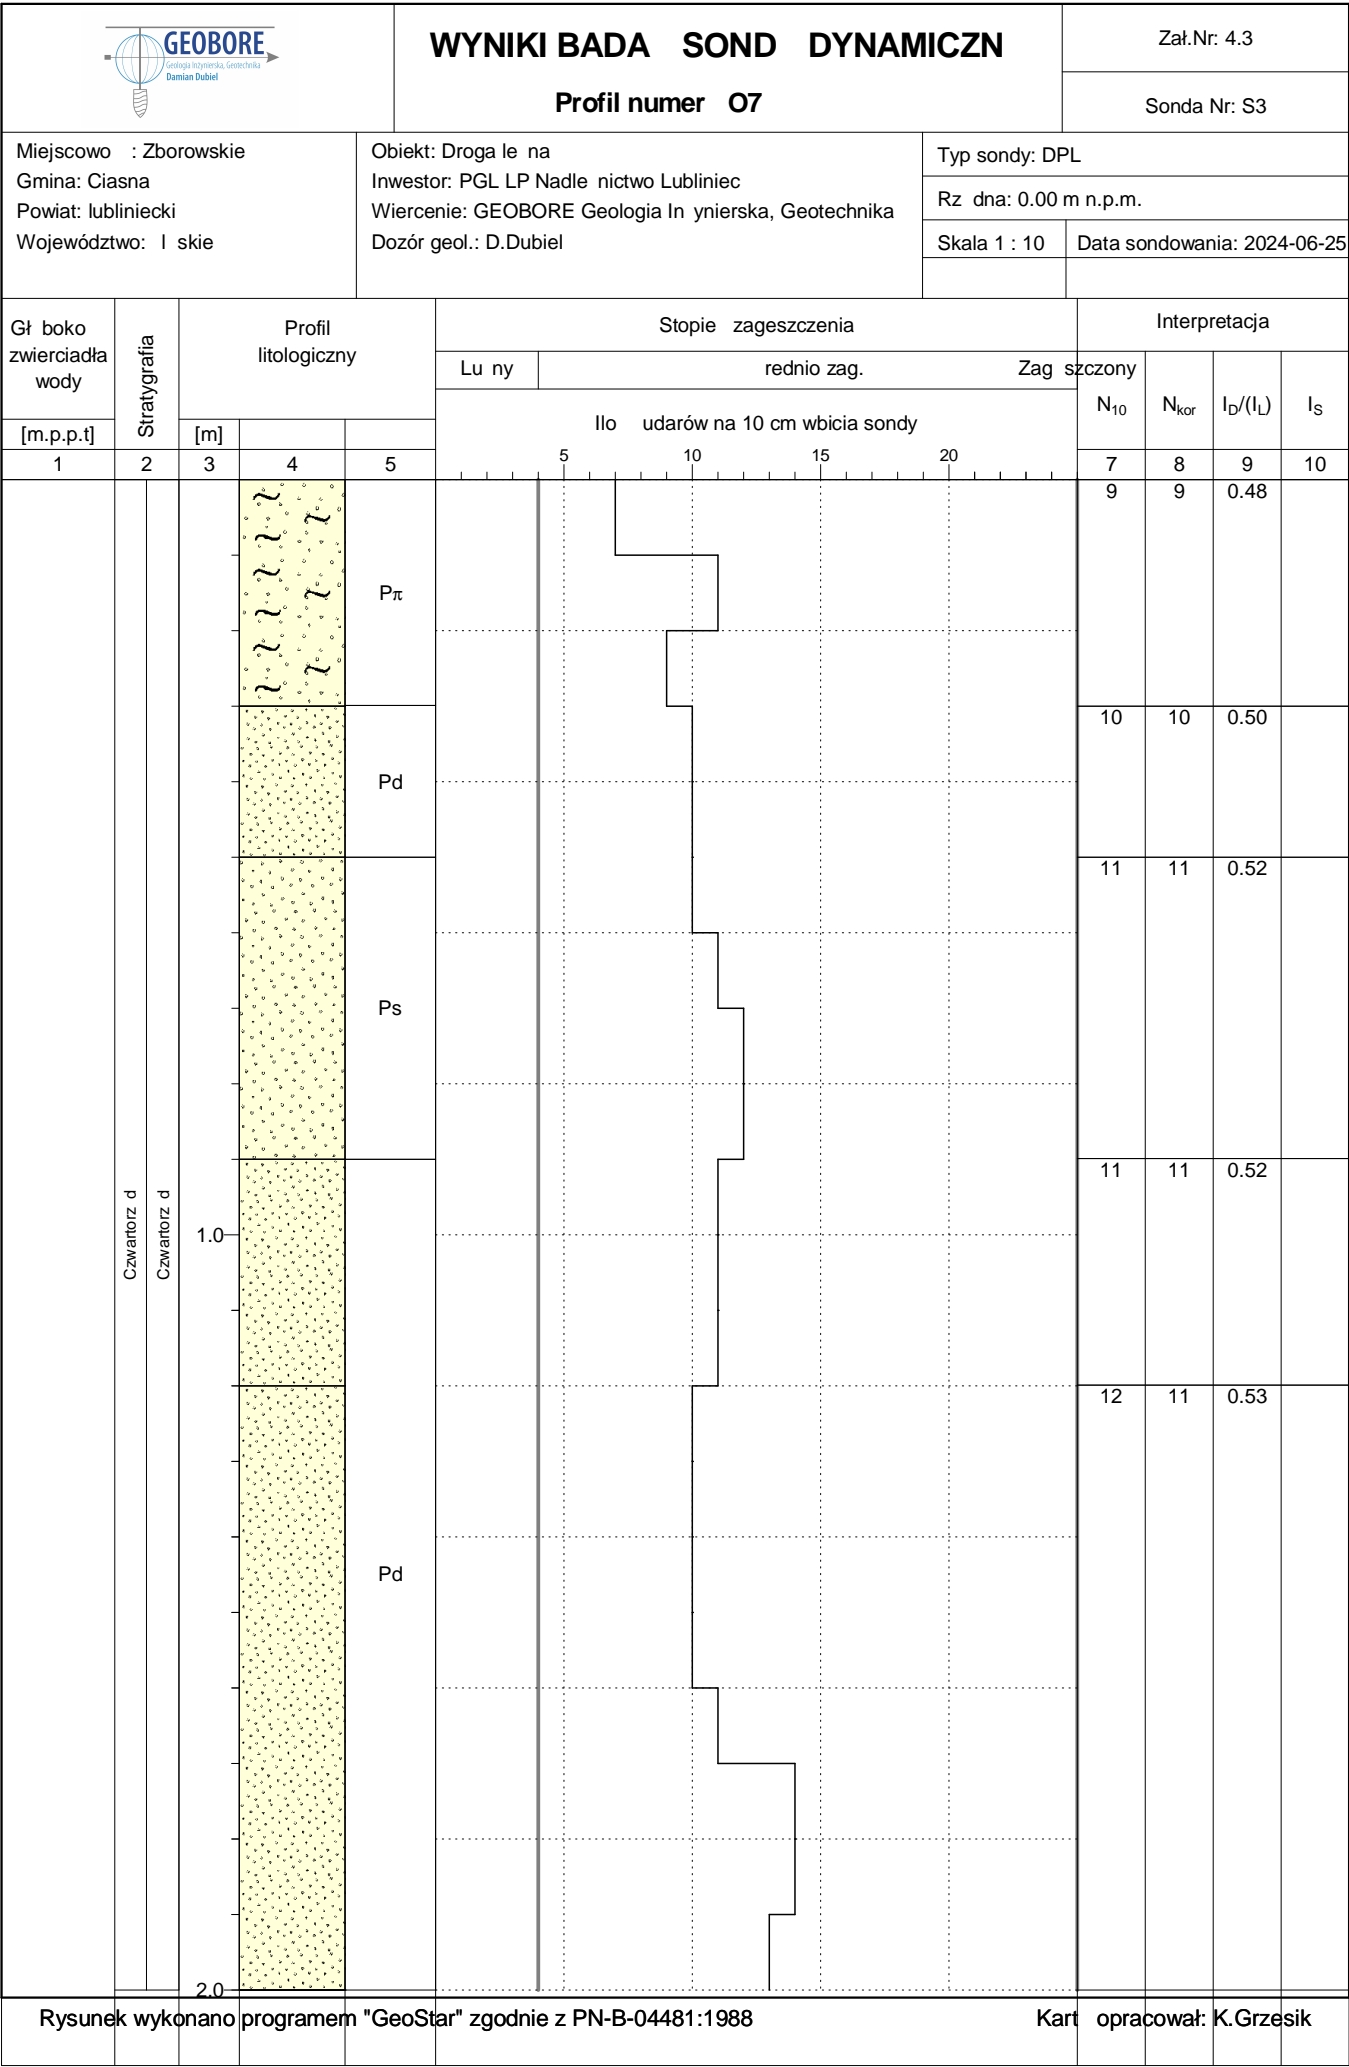 GEOBORE
Geologia Inżynierska, Geotechnika
Damian Dubiel
WYNIKI BADA SOND DYNAMICZN
Profil numer O7
Zał.Nr: 4.3
Sonda Nr: S3
Miejscowo : Zborowskie
Gmina: Ciasna
Powiat: lubliniecki
Województwo: l skie
Obiekt: Droga le na
Inwestor: PGL LP Nadle nictwo Lubliniec
Wiercenie: GEOBORE Geologia In ynierska, Geotechnika
Dozór geol.: D.Dubiel
Typ sondy: DPL
Rz dna: 0.00 m n.p.m.
Skala 1 : 10 Data sondowania: 2024-06-25
Gł boko
zwierciadła
wody
[m.p.p.t]
Stratygrafia
Profil
litologiczny
[m]
Stopie zageszczenia
Lu ny rednio zag. Zag szczony
Ilo udarów na 10 cm wbicia sondy
5 10 15 20
Interpretacja
N10 Nkor ID/(IL) IS
1 2 3 4 5 7 8 9 10
9 9 0.48
Pπ
10 10 0.50
Pd
11 11 0.52
Ps
11 11 0.52
Czwartorz d
Czwartorz d
1.0
12 11 0.53
Pd
2.0
Rysunek wykonano programem "GeoStar" zgodnie z PN-B-04481:1988
Kart opracował: K.Grzesik